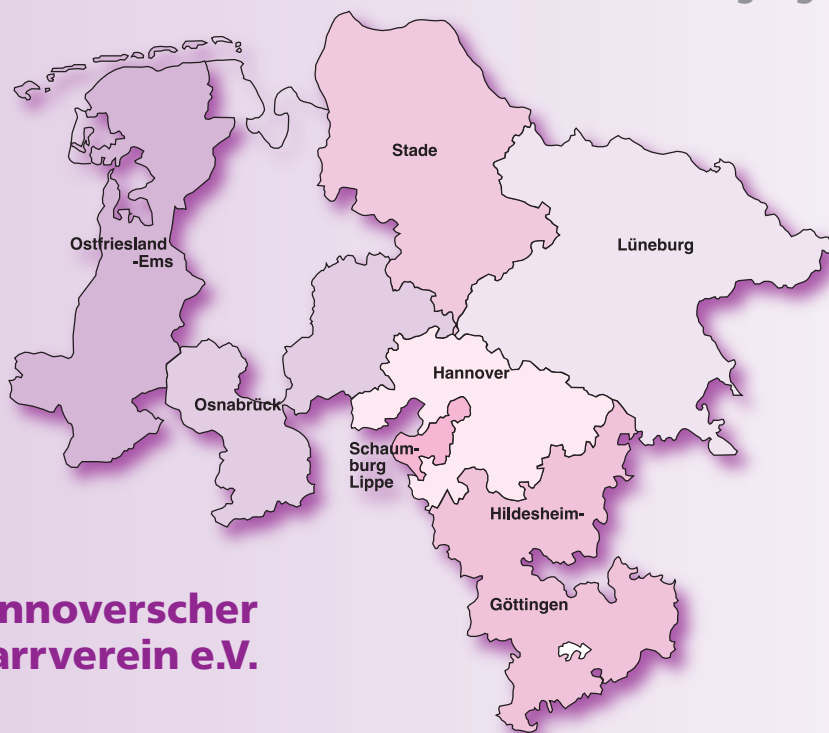 Stade
Ostfriesland
-Ems
Lüneburg
Hannover
Osnabrück
Schaum-
burg
Lippe
Hildesheim-
Göttingen
nnoverscher
arrverein e.V.